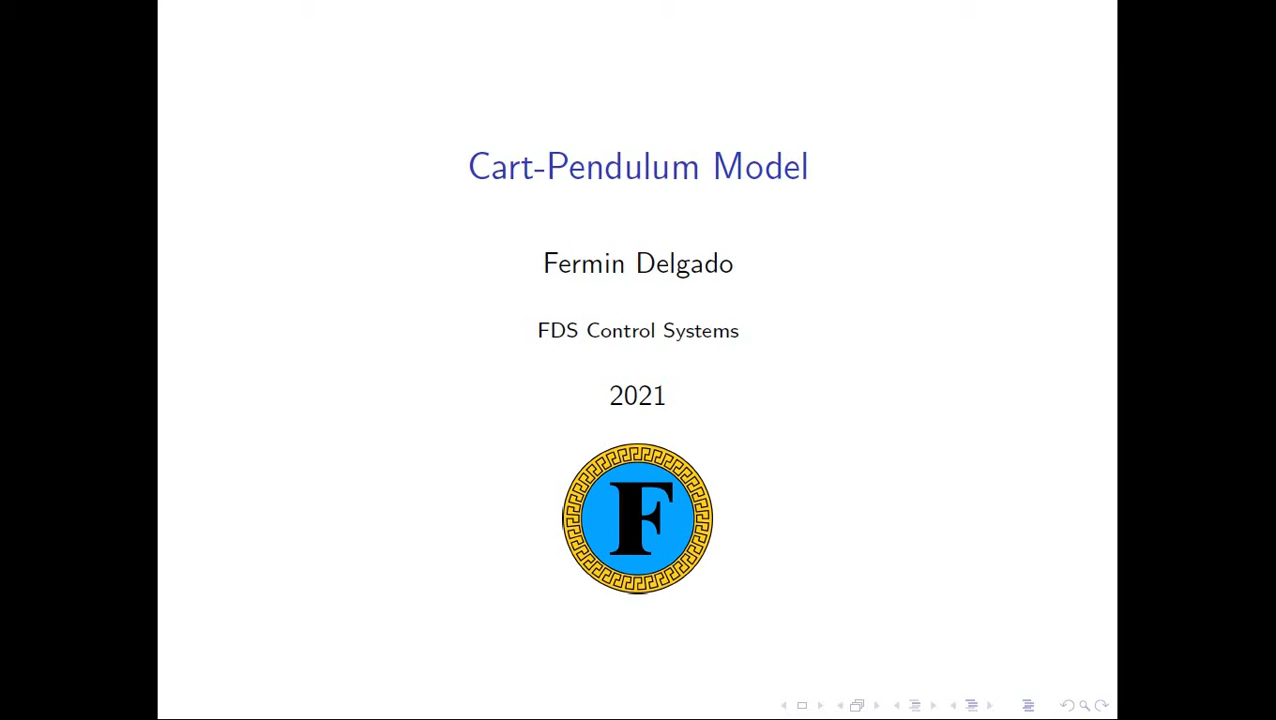 Cart-Pendulum Model
Fermin Delgado
FDS Control Systems
2021
F